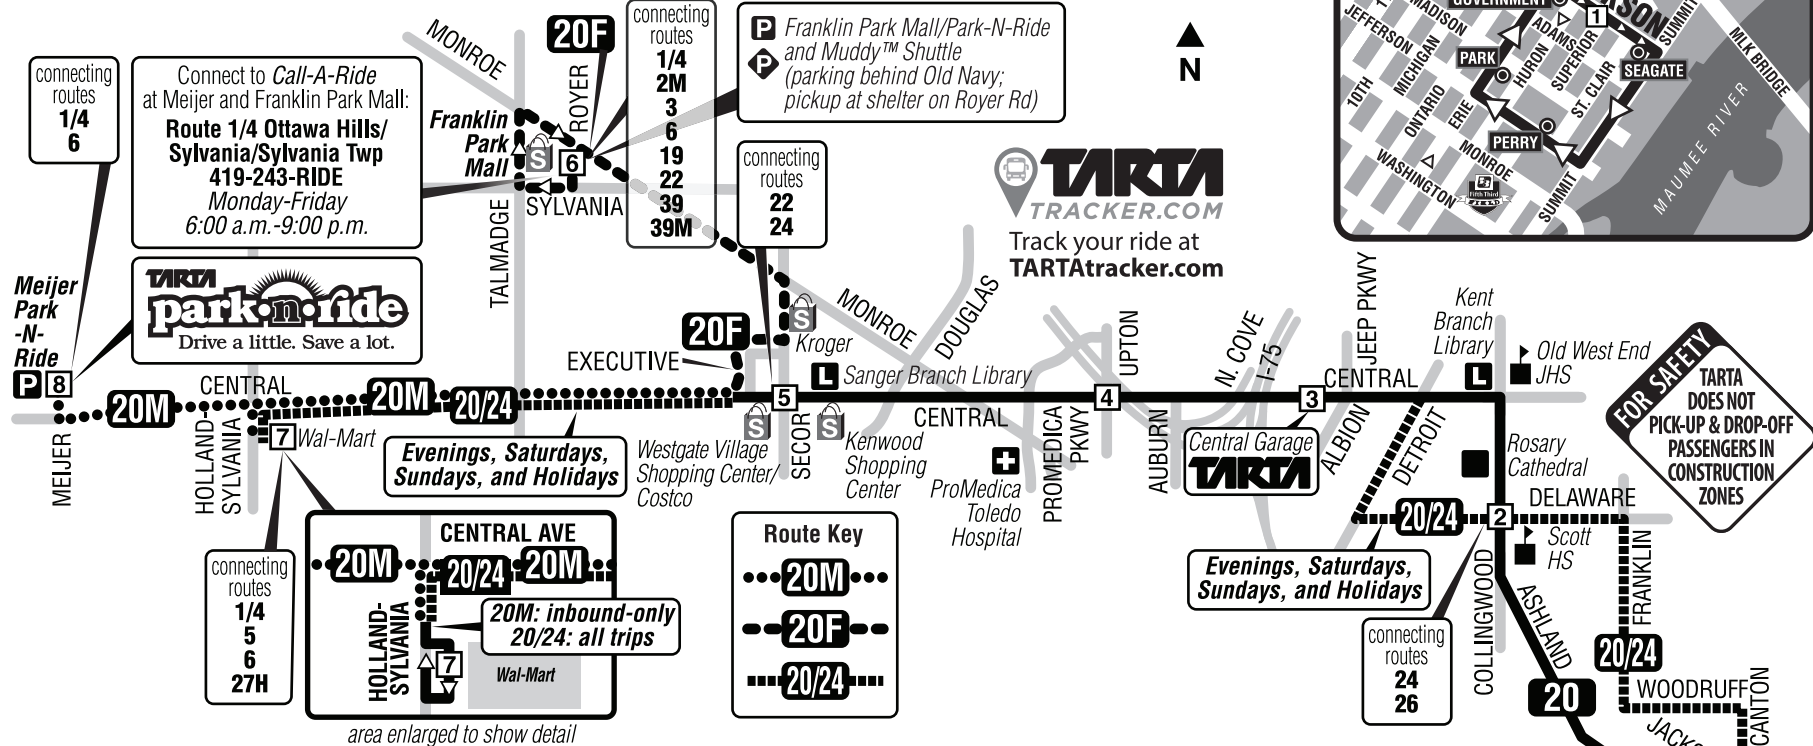 MONROE
20F
ROYER
connecting
routes
1/4
2M
3
6
19
22
39
39M
P Franklin Park Mall/Park-N-Ride
P and Muddy™ Shuttle
(parking behind Old Navy;
pickup at shelter on Royer Rd)
N
connecting
routes
1/4
6
Connect to Call-A-Ride
at Meijer and Franklin Park Mall:
Route 1/4 Ottawa Hills/
Sylvania/Sylvania Twp
419-243-RIDE
Monday-Friday
6:00 a.m.-9:00 p.m.
Franklin
Park
Mall
S
6
SYLVANIA
TALMADGE
connecting
routes
22
24
TARTA
TRACKER.COM
Track your ride at
TARTAtracker.com
GOVERNMENT
MADISON
JEFFERSON
ADAMS
1
SUMMIT
MLK BRIDGE
PARK
HURON
SUPERIOR
SEAGATE
MICHIGAN
10TH
ST. CLAIR
ONTARIO
ERIE
PERRY
MONROE
WASHINGTON
Fifth Third
SUMMIT
MAUMEE RIVER
Meijer
Park
-N-
Ride
P 8
TARTA
park•n•ride
Drive a little. Save a lot.
20F
EXECUTIVE
S
Kroger
MONROE
DOUGLAS
L Sanger Branch Library
UPTON
N. COVE
I-75
JEEP PKWY
Kent
Branch
Library
L
Old West End
JHS
FOR SAFETY
TARTA
DOES NOT
PICK-UP & DROP-OFF
PASSENGERS IN
CONSTRUCTION
ZONES
20M
CENTRAL
20M
20/24
5
CENTRAL
4
3
CENTRAL
MEIJER
HOLLAND-
SYLVANIA
7
Wal-Mart
Evenings, Saturdays,
Sundays, and Holidays
S
Westgate Village
Shopping Center/
Costco
SECOR
S
Kenwood
Shopping
Center
ProMedica
Toledo
Hospital
PROMEDICA
PKWY
AUBURN
Central Garage
TARTA
ALBION
DETROIT
Rosary
Cathedral
20/24
2
DELAWARE
Scott
HS
Evenings, Saturdays,
Sundays, and Holidays
FRANKLIN
connecting
routes
1/4
5
6
27H
CENTRAL AVE
20M
20/24
20M
HOLLAND-
SYLVANIA
20M: inbound-only
20/24: all trips
7
Wal-Mart
area enlarged to show detail
Route Key
20M
20F
20/24
connecting
routes
24
26
COLLINGWOOD
ASHLAND
20
20/24
WOODRUFF
CANTON